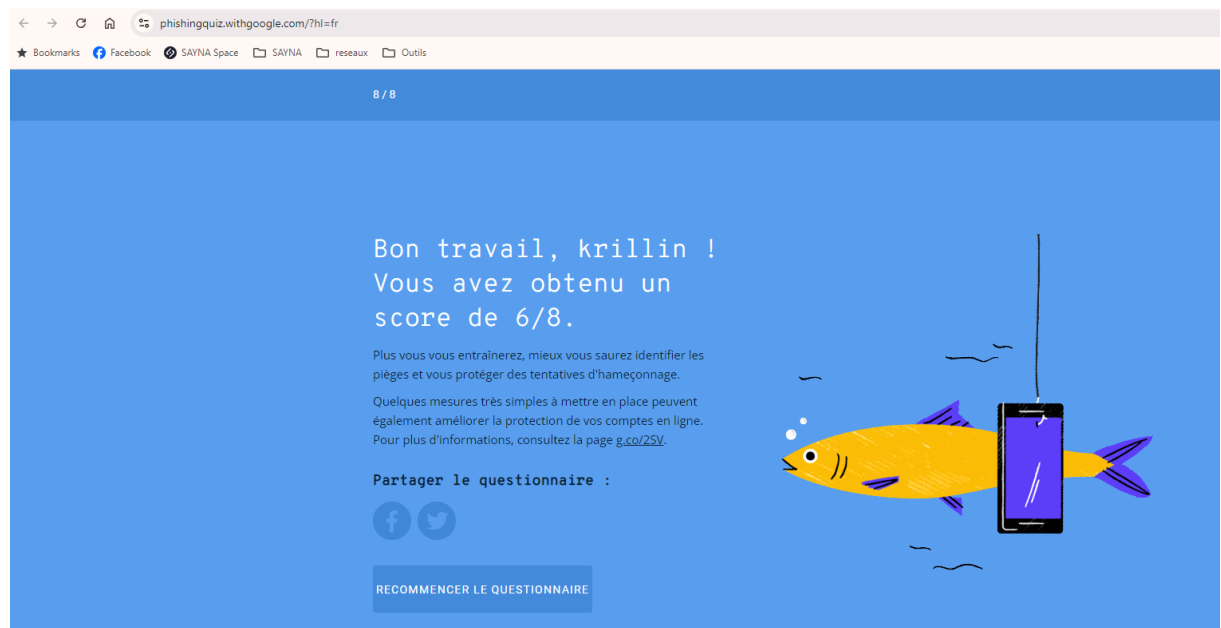 phishingquiz.withgoogle.com/?hl=fr
Bookmarks Facebook SAYNA Space SAYNA reseaux Outils
8 / 8
Bon travail, krillin !
Vous avez obtenu un
score de 6/8.
Plus vous vous entraînerez, mieux vous saurez identifier les
pièges et vous protéger des tentatives d'hameçonnage.
Quelques mesures très simples à mettre en place peuvent
également améliorer la protection de vos comptes en ligne.
Pour plus d'informations, consultez la page g.co/2SV.
Partager le questionnaire :
RECOMMENCER LE QUESTIONNAIRE